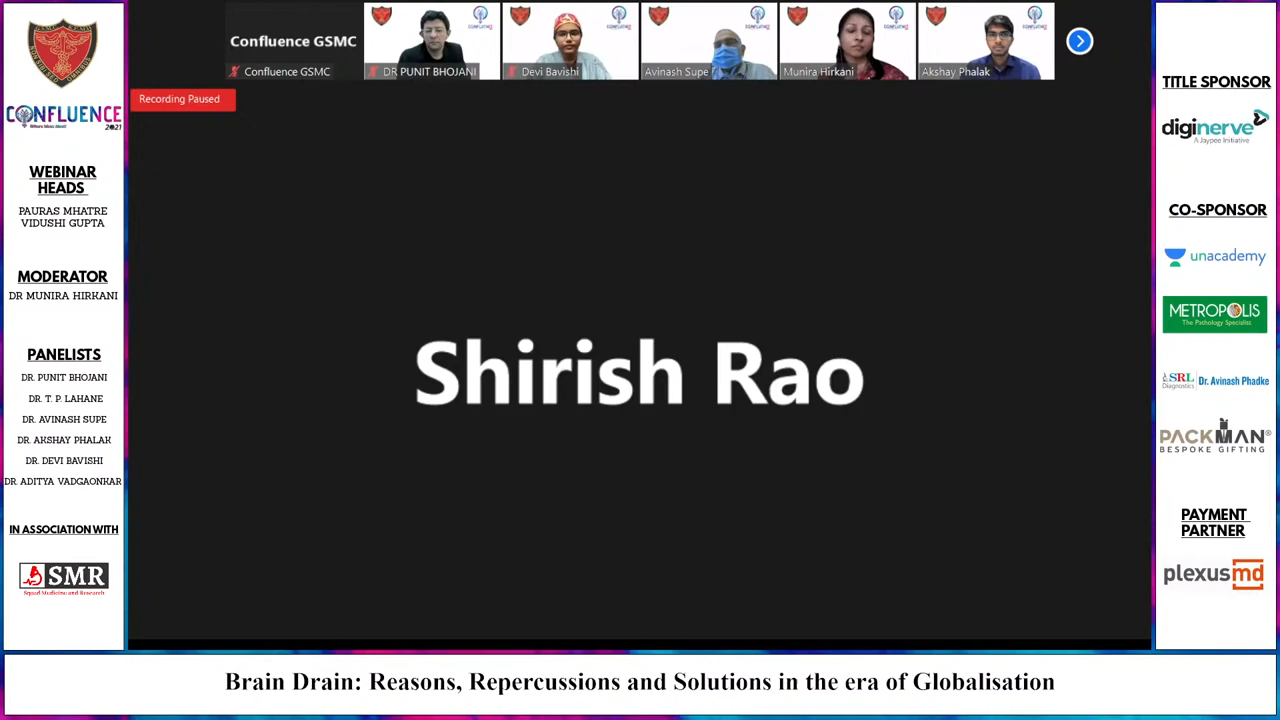 CONFLUENCE
2021
WEBINAR
HEADS
PAURAS MHATRE
VIDUSHI GUPTA
MODERATOR
DR MUNIRA HIRKANI
PANELISTS
DR. PUNIT BHOJANI
DR. T. P. LAHANE
DR. AVINASH SUPE
DR. AKSHAY PHALAK
DR. DEVI BAVISHI
DR. ADITYA VADGAONKAR
IN ASSOCIATION WITH
SMR
Squad Medicine and Research
Confluence GSMC
Confluence GSMC
DR PUNIT BHOJANI
Devi Bavishi
Avinash Supe
Munira Hirkani
Akshay Phalak
Recording Paused
Shirish Rao
TITLE SPONSOR
diginerve
A Jaypee Initiative
CO-SPONSOR
unacademy
METROPOLIS
The Pathology Specialist
SRL Dr. Avinash Phadke
Diagnostics
PACKMAN®
BESPOKE GIFTING
PAYMENT
PARTNER
plexusmd
Brain Drain: Reasons, Repercussions and Solutions in the era of Globalisation